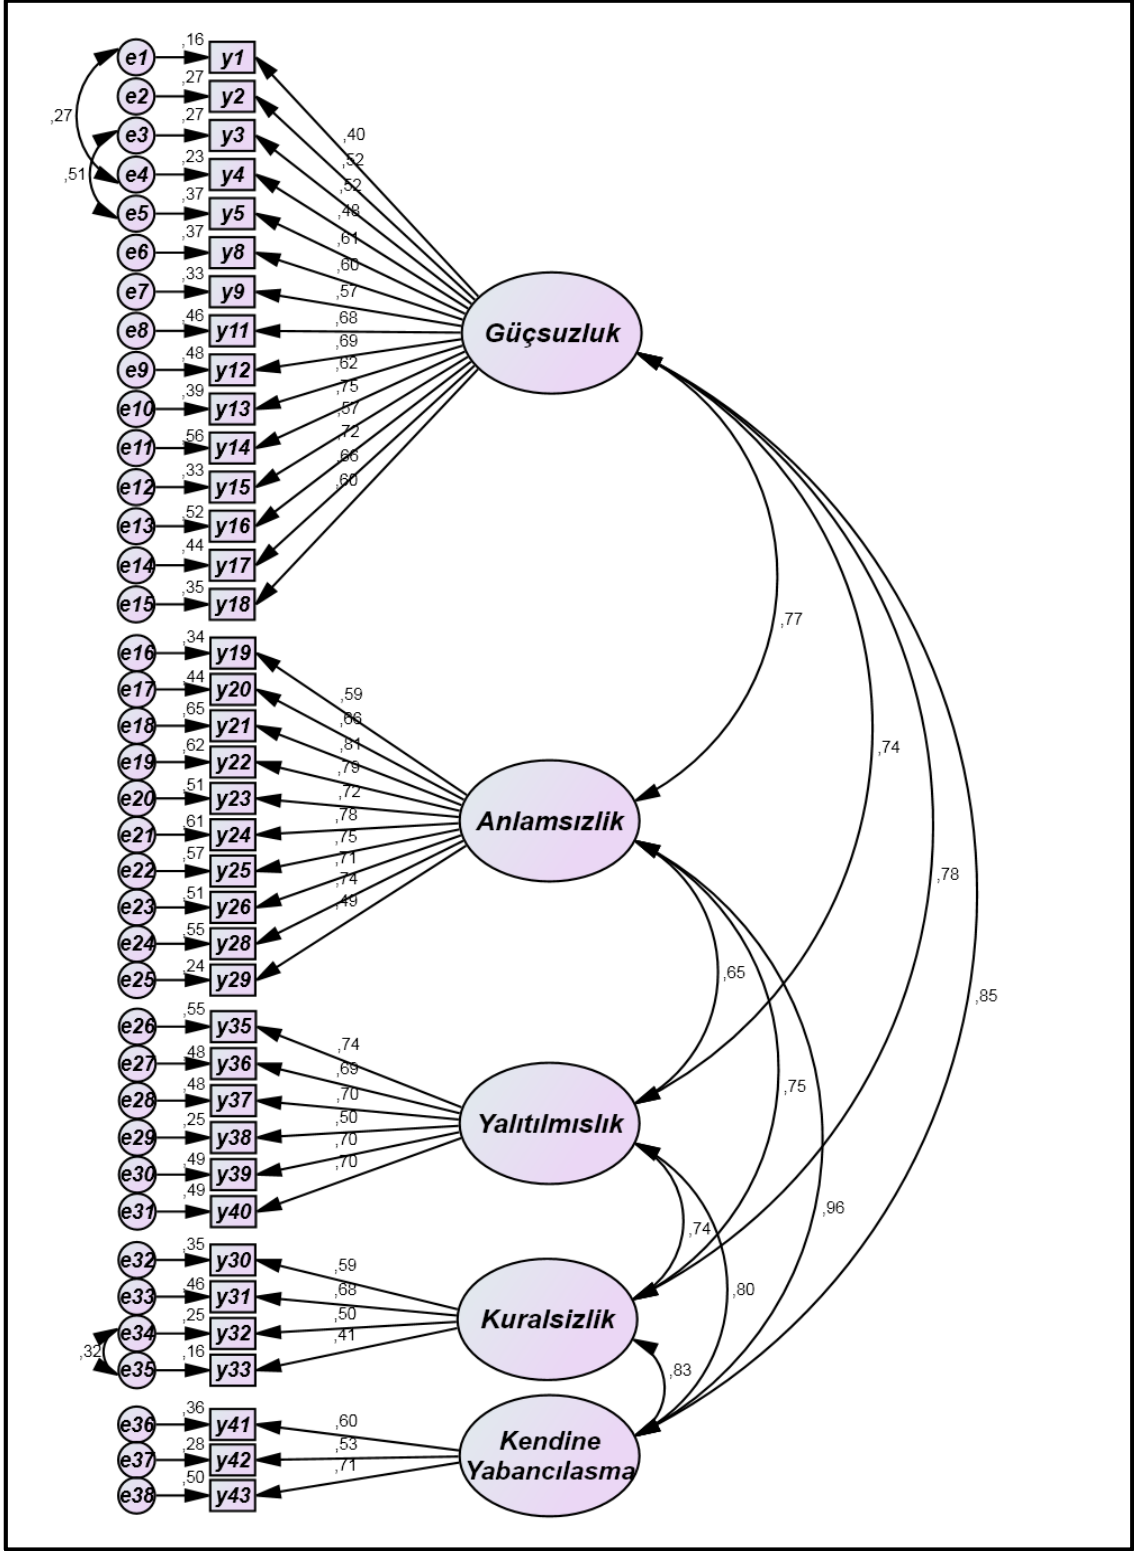 e1 ,16 y1
e2 ,27 y2
e3 ,27 y3
e4 ,23 y4
e5 ,37 y5
e6 ,37 y8
e7 ,33 y9
e8 ,46 y11
e9 ,48 y12
e10 ,39 y13
e11 ,56 y14
e12 ,33 y15
e13 ,52 y16
e14 ,44 y17
e15 ,35 y18
,27
,51
,40
,52
,52
,48
,61
,60
,57
,68
,69
,62
,75
,57
,72
,66
,60
Güçsuzluk
e16 ,34 y19
e17 ,44 y20
e18 ,65 y21
e19 ,62 y22
e20 ,51 y23
e21 ,61 y24
e22 ,57 y25
e23 ,51 y26
e24 ,55 y28
e25 ,24 y29
,59
,66
,81
,79
,72
,78
,75
,71
,74
,49
Anlamsızlik
e26 ,55 y35
e27 ,48 y36
e28 ,48 y37
e29 ,25 y38
e30 ,49 y39
e31 ,49 y40
,74
,69
,70
,50
,70
,70
Yalıtılmıslık
e32 ,35 y30
e33 ,46 y31
e34 ,25 y32
e35 ,16 y33
,32
,59
,68
,50
,41
Kuralsizlik
e36 ,36 y41
e37 ,28 y42
e38 ,50 y43
,60
,53
,71
Kendine
Yabancılasma
,77
,74
,78
,85
,65
,75
,96
,74
,80
,83